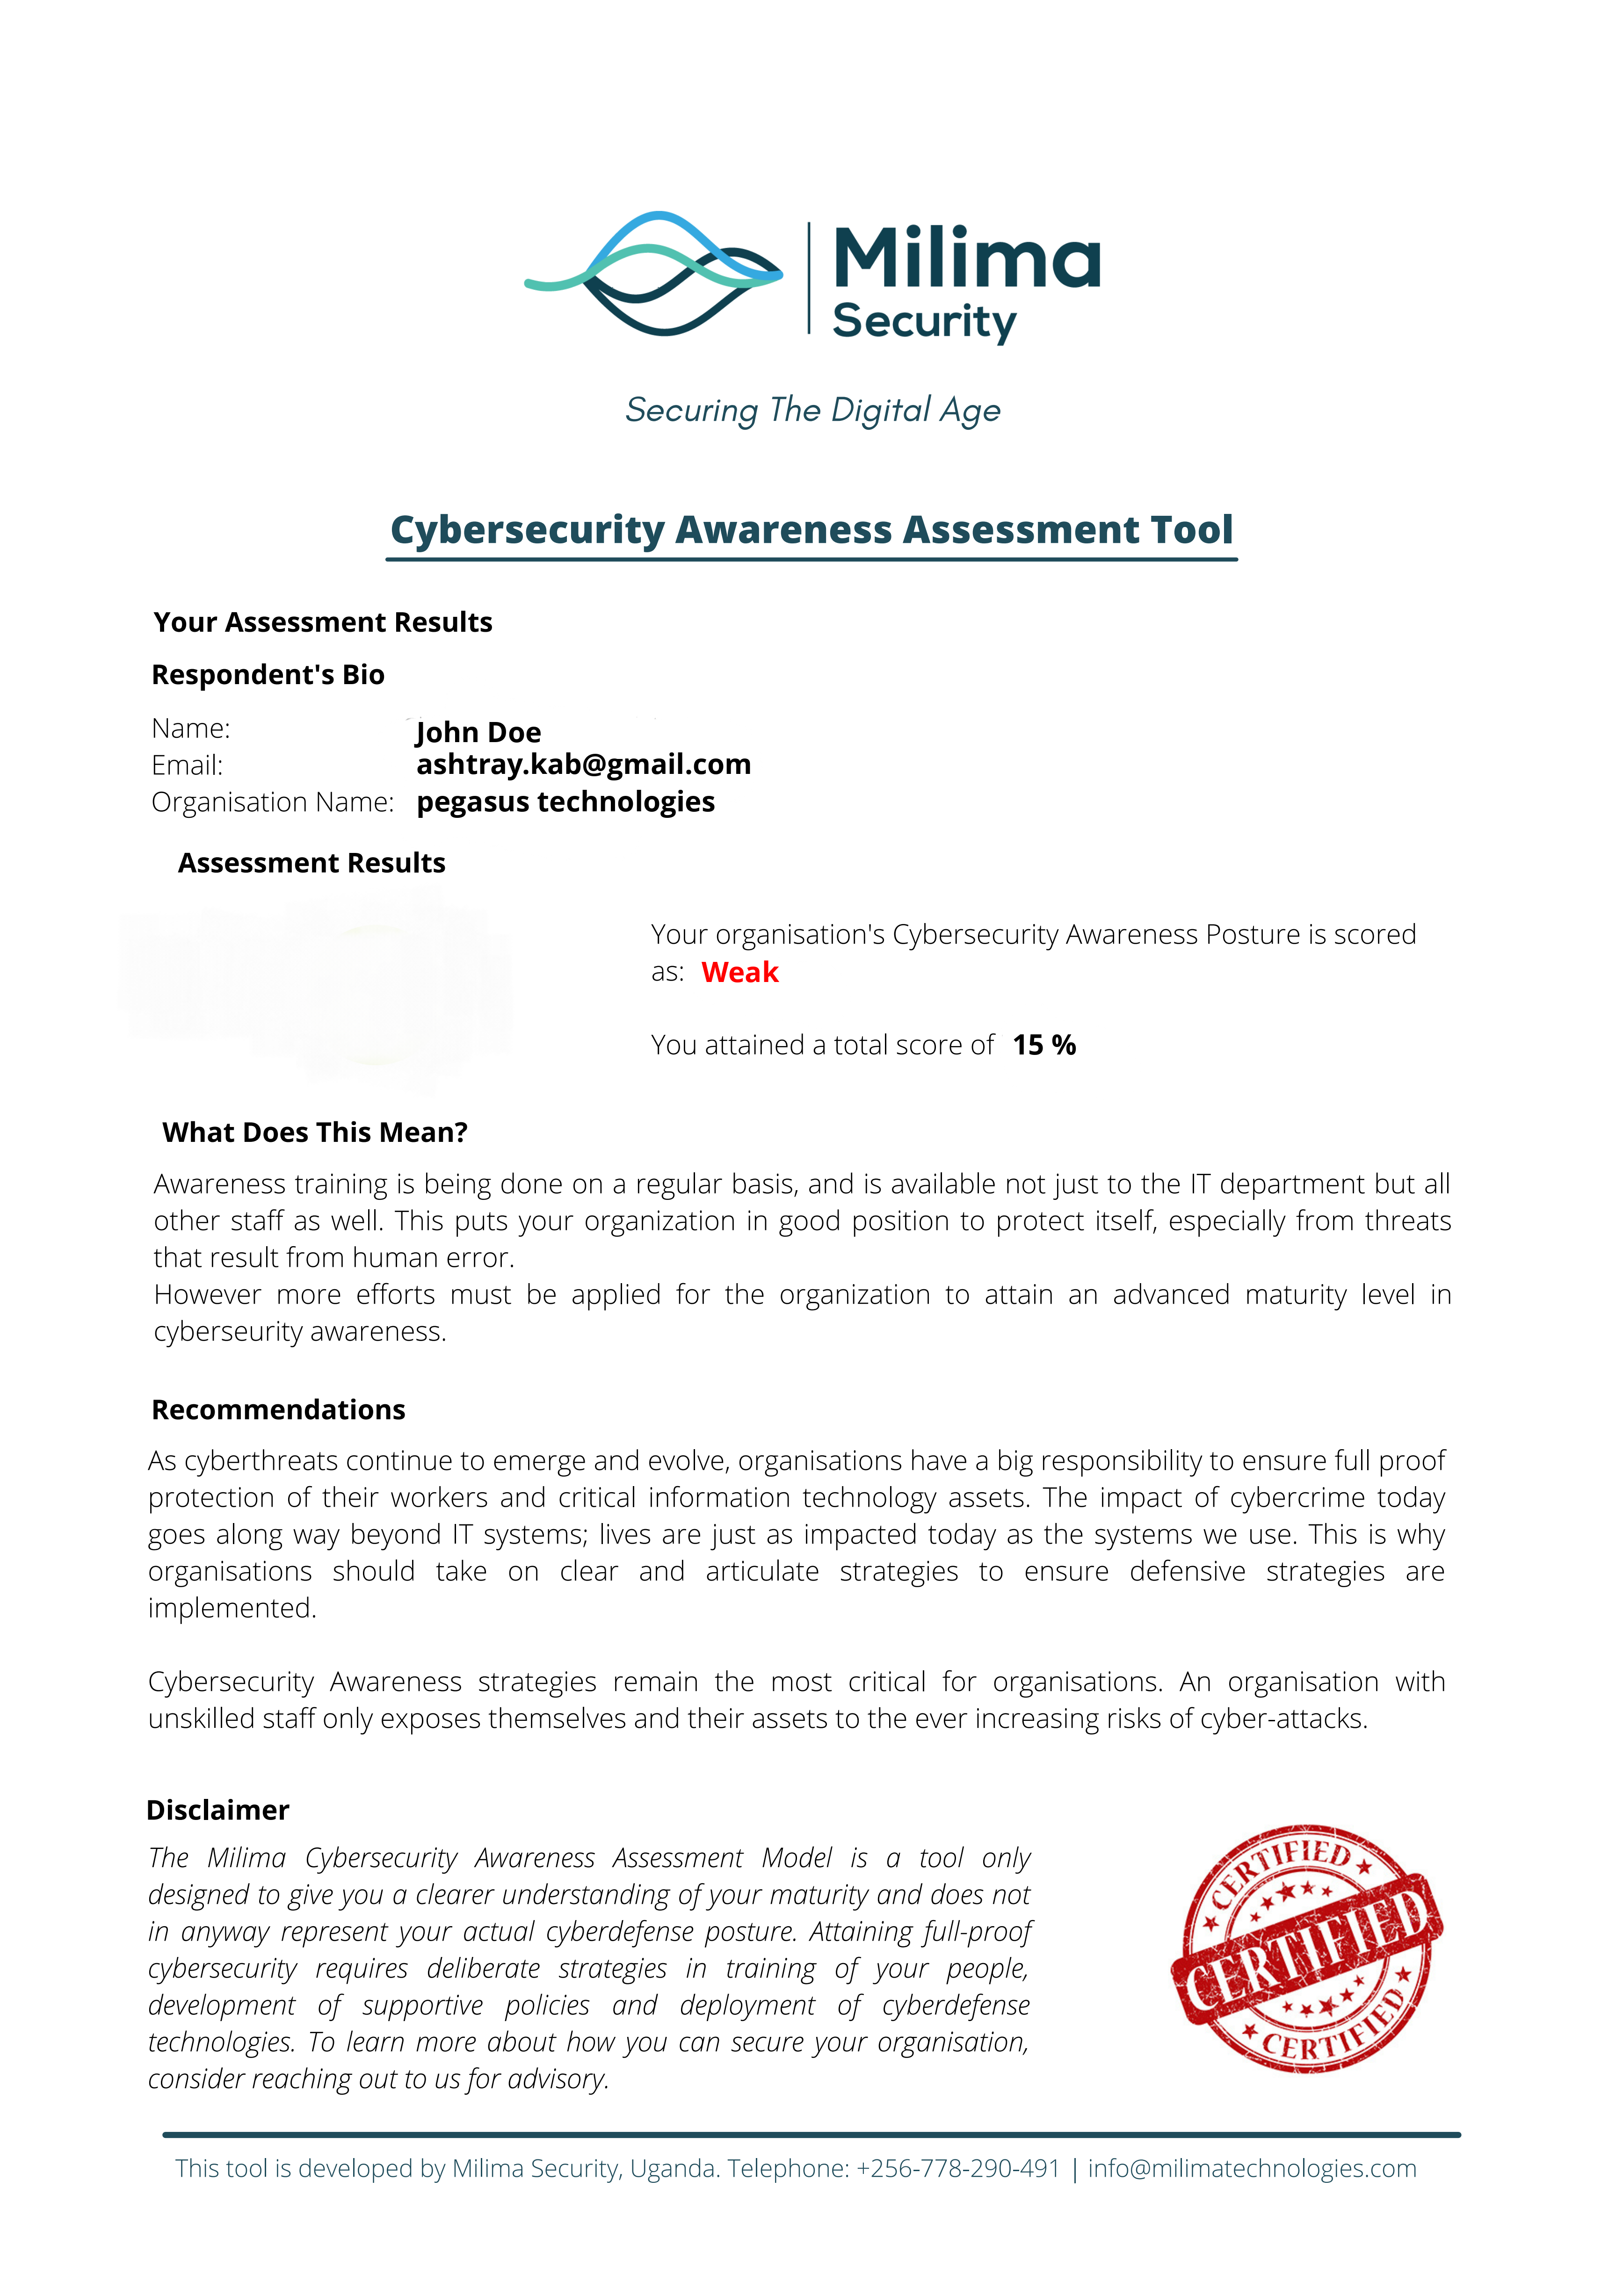 Milima
Security
Securing The Digital Age
Cybersecurity Awareness Assessment Tool
Your Assessment Results
Respondent's Bio
Name: John Doe
Email: ashtray.kab@gmail.com
Organisation Name: pegasus technologies
Assessment Results
Your organisation's Cybersecurity Awareness Posture is scored
as: Weak
You attained a total score of 15 %
What Does This Mean?
Awareness training is being done on a regular basis, and is available not just to the IT department but all
other staff as well. This puts your organization in good position to protect itself, especially from threats
that result from human error.
However more efforts must be applied for the organization to attain an advanced maturity level in
cyberseurity awareness.
Recommendations
As cyberthreats continue to emerge and evolve, organisations have a big responsibility to ensure full proof
protection of their workers and critical information technology assets. The impact of cybercrime today
goes along way beyond IT systems; lives are just as impacted today as the systems we use. This is why
organisations should take on clear and articulate strategies to ensure defensive strategies are
implemented.
Cybersecurity Awareness strategies remain the most critical for organisations. An organisation with
unskilled staff only exposes themselves and their assets to the ever increasing risks of cyber-attacks.
Disclaimer
The Milima Cybersecurity Awareness Assessment Model is a tool only
designed to give you a clearer understanding of your maturity and does not
in anyway represent your actual cyberdefense posture. Attaining full-proof
cybersecurity requires deliberate strategies in training of your people,
development of supportive policies and deployment of cyberdefense
technologies. To learn more about how you can secure your organisation,
consider reaching out to us for advisory.
CERTIFIED
CERTIFIED
CERTIFIED
This tool is developed by Milima Security, Uganda. Telephone: +256-778-290-491 | info@milimatechnologies.com